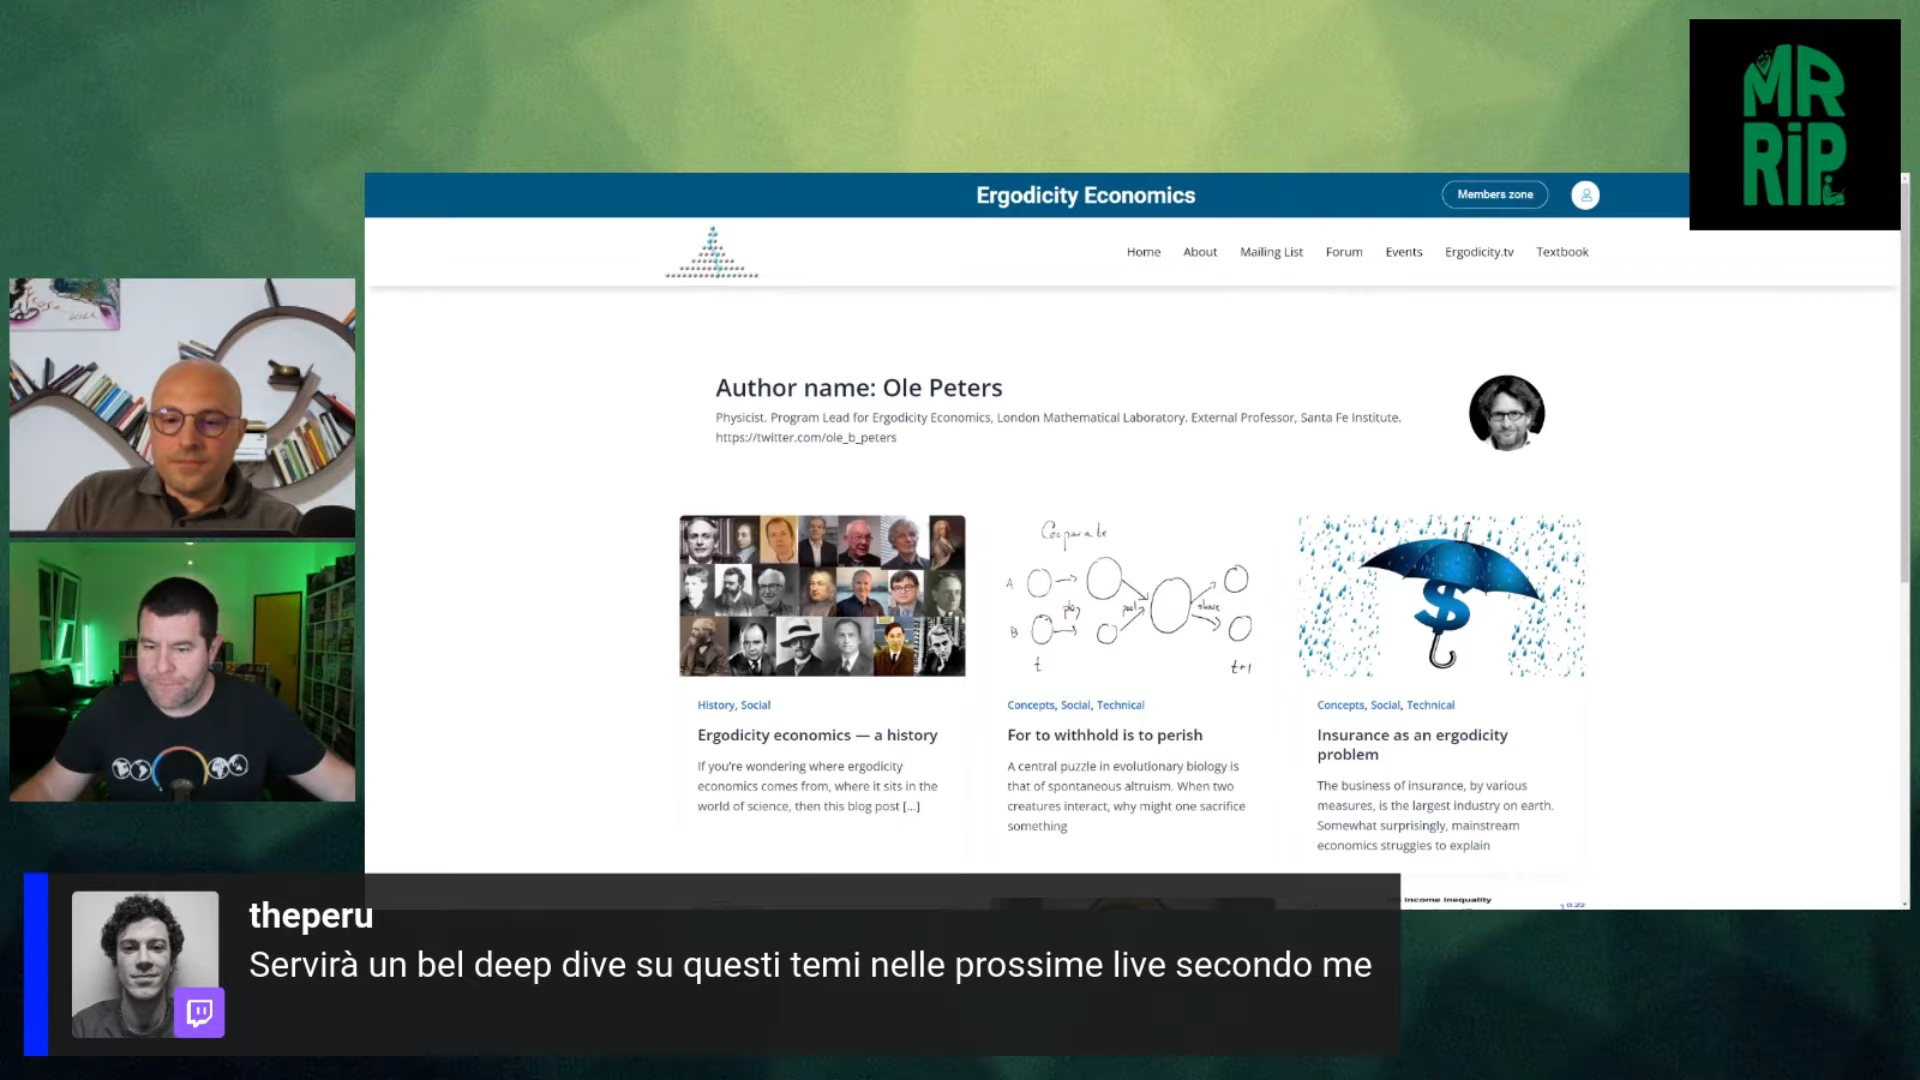 MR
RiP
Ergodicity Economics
Members zone
Home About Mailing List Forum Events Ergodicity.tv Textbook
Author name: Ole Peters
Physicist. Program Lead for Ergodicity Economics, London Mathematical Laboratory. External Professor, Santa Fe Institute.
https://twitter.com/ole_b_peters
Cooperate
A
B
pool
share
t
t+1
$
History, Social
Ergodicity economics — a history
If you're wondering where ergodicity
economics comes from, where it sits in the
world of science, then this blog post [...]
Concepts, Social, Technical
For to withhold is to perish
A central puzzle in evolutionary biology is
that of spontaneous altruism. When two
creatures interact, why might one sacrifice
something
Concepts, Social, Technical
Insurance as an ergodicity
problem
The business of insurance, by various
measures, is the largest industry on earth.
Somewhat surprisingly, mainstream
economics struggles to explain
Income Inequality
theperu
Servirà un bel deep dive su questi temi nelle prossime live secondo me